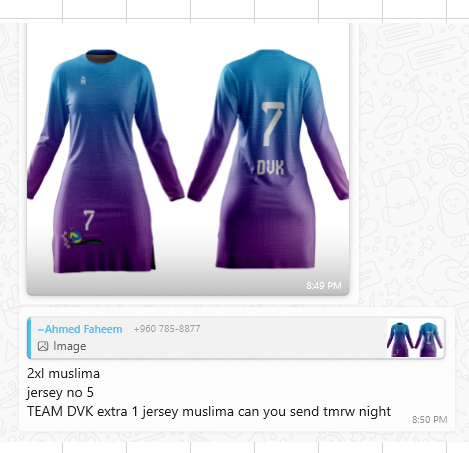 7
DVK
7
8:49 PM
~Ahmed Faheem +960 785-8877
Image
2xl muslima
jersey no 5
TEAM DVK extra 1 jersey muslima can you send tmrw night
8:50 PM